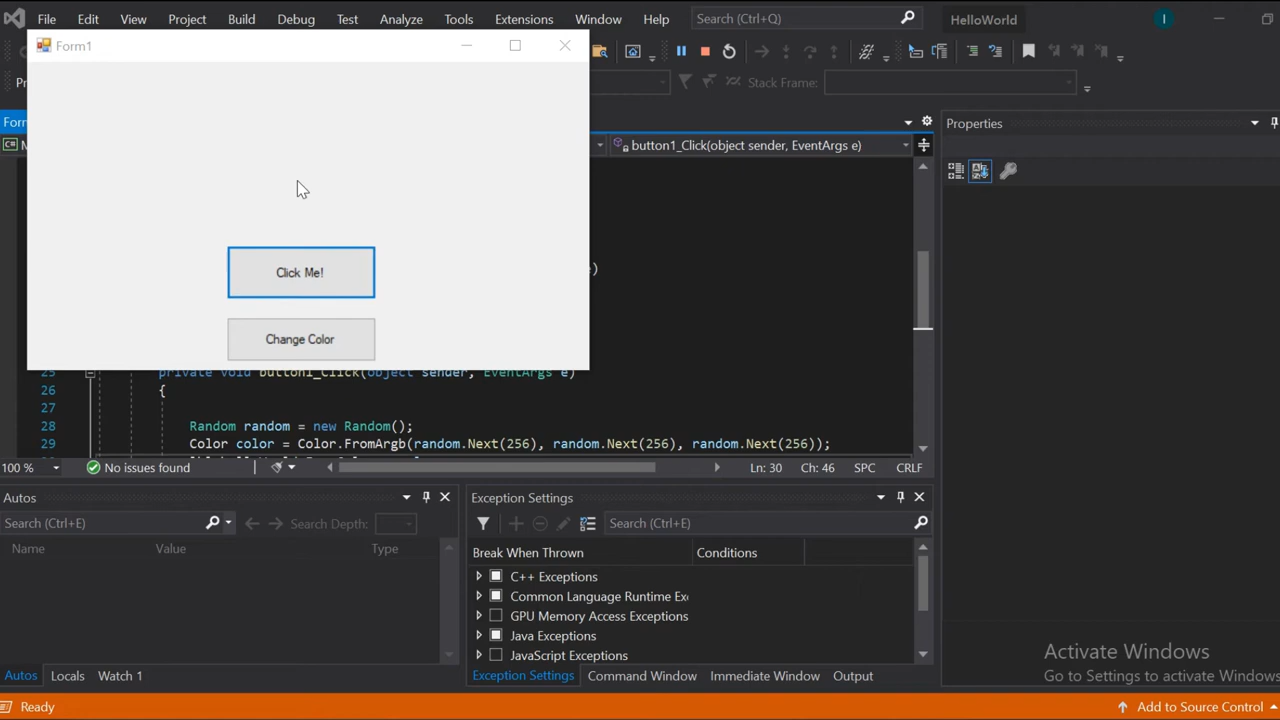 File Edit View Project Build Debug Test Analyze Tools Extensions Window Help Search (Ctrl+Q) HelloWorld I
Form1
Stack Frame:
button1_Click(object sender, EventArgs e)
Properties
Click Me!
)
Change Color
25 private void button1_Click(object sender, EventArgs e)
26 {
27
28 Random random = new Random();
29 Color color = Color.FromArgb(random.Next(256), random.Next(256), random.Next(256));
100 % No issues found Ln: 30 Ch: 46 SPC CRLF
Autos
Search (Ctrl+E) Search Depth:
Name Value Type
Exception Settings
Search (Ctrl+E)
Break When Thrown Conditions
C++ Exceptions
Common Language Runtime Exc
GPU Memory Access Exceptions
Java Exceptions
JavaScript Exceptions
Autos Locals Watch 1
Exception Settings Command Window Immediate Window Output
Activate Windows
Go to Settings to activate Windows
Ready Add to Source Control